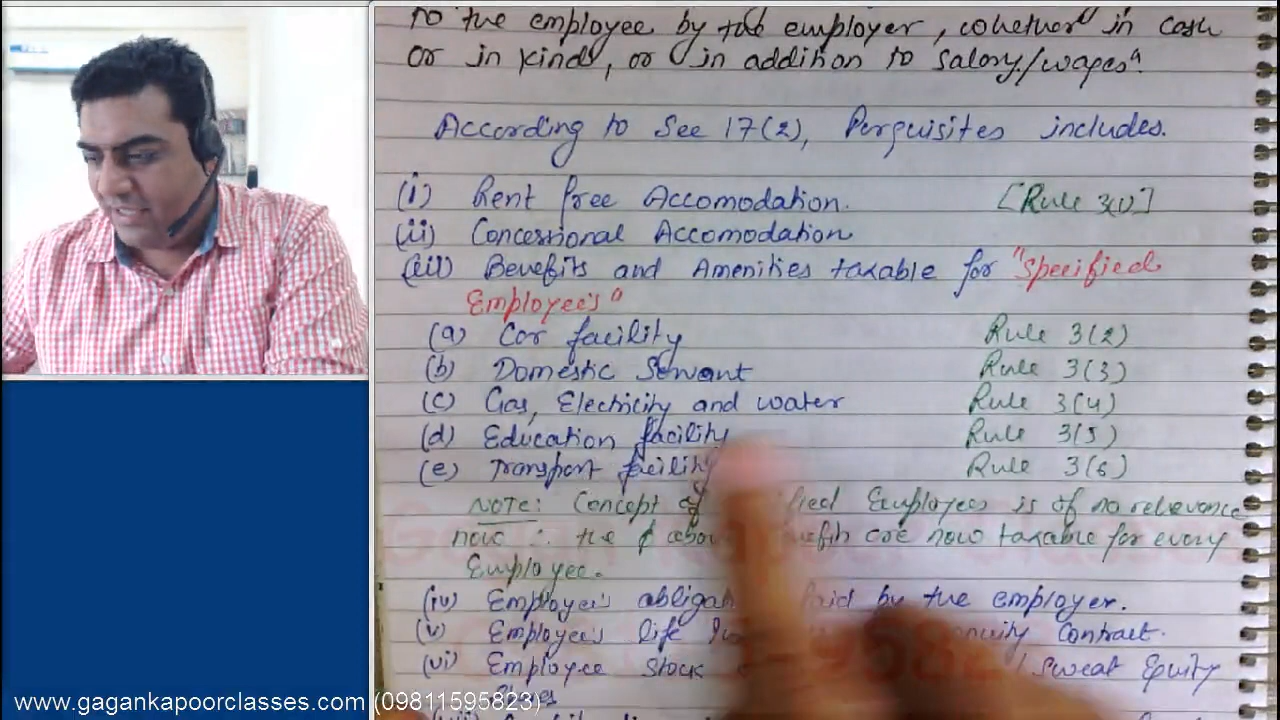 to the employee by the employer, whether in cash
or in kind, or in addition to salary/wages".
According to Sec 17(2), Perquisites includes.
(i) Rent free Accomodation. [Rule 3(1)]
(ii) Concessional Accomodation
(iii) Benefits and Amenities taxable for "Specified
Employee's"
(a) Car facility Rule 3(2)
(b) Domestic Servant Rule 3(3)
(c) Gas, Electricity and water Rule 3(4)
(d) Education facility Rule 3(5)
(e) Transport facility Rule 3(6)
NOTE: Concept of Employees is of no relevance
now ∴ the above are now taxable for every
Employee.
(iv) Employee's by the employer.
(v) Employee's life contract.
(vi) Employee stock / sweat Equity
www.gagankapoorclasses.com (09811595823)